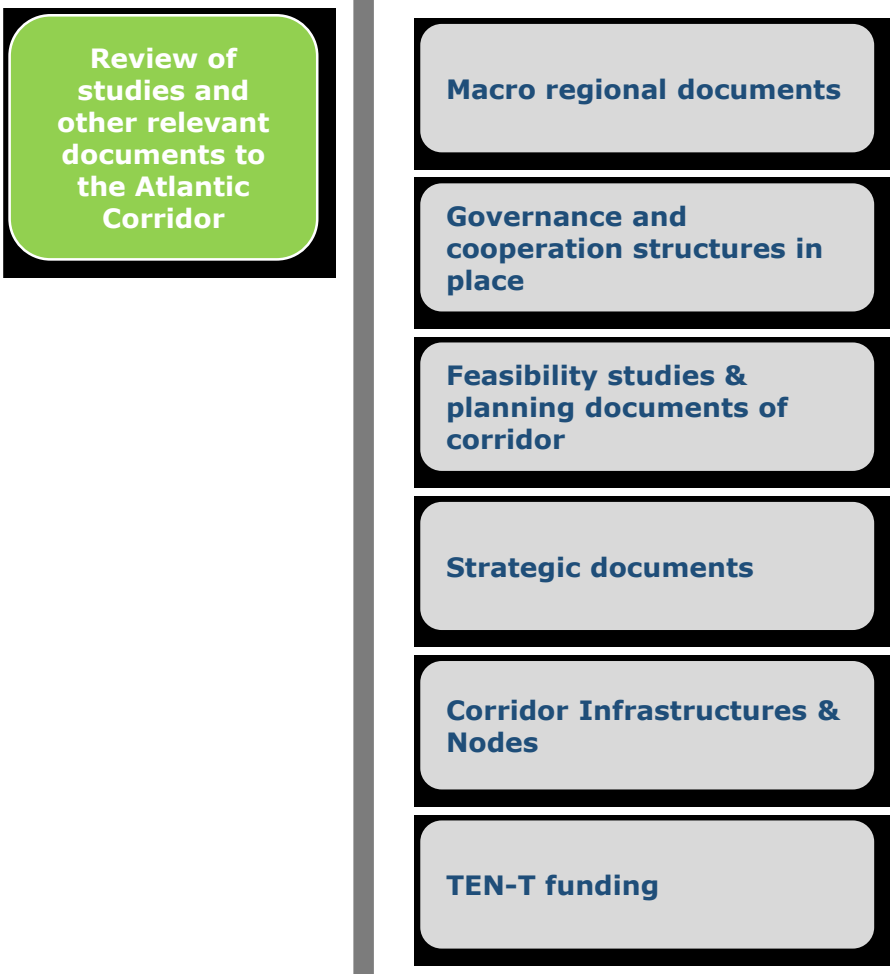 Review of
studies and
other relevant
documents to
the Atlantic
Corridor
Macro regional documents
Governance and
cooperation structures in
place
Feasibility studies &
planning documents of
corridor
Strategic documents
Corridor Infrastructures &
Nodes
TEN-T funding